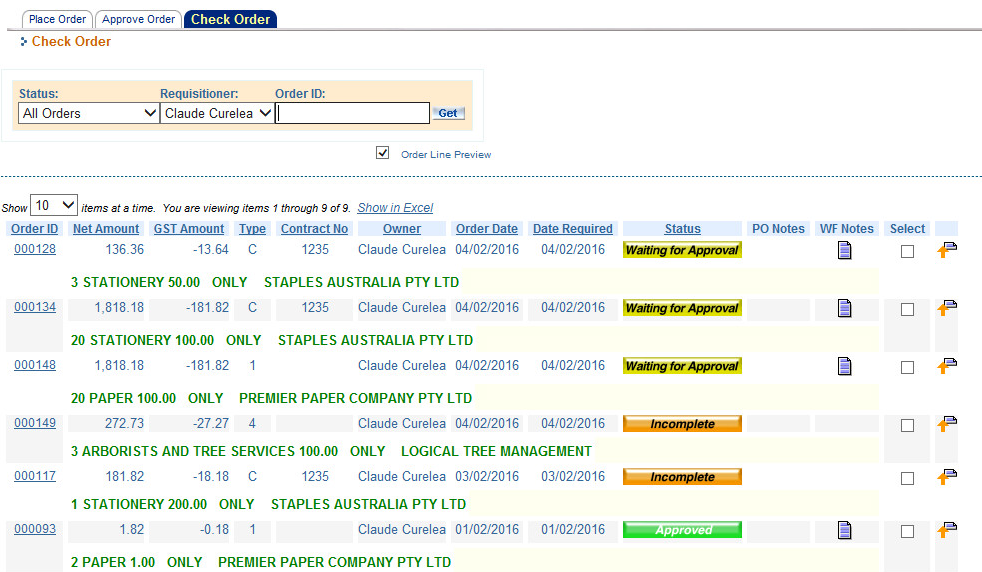 Place Order Approve Order Check Order
Check Order
Status: Requisitioner: Order ID:
All Orders Claude Curelea Get
Order Line Preview
Show 10 items at a time. You are viewing items 1 through 9 of 9. Show in Excel
Order ID Net Amount GST Amount Type Contract No Owner Order Date Date Required Status PO Notes WF Notes Select
000128 136.36 -13.64 C 1235 Claude Curelea 04/02/2016 04/02/2016 Waiting for Approval
3 STATIONERY 50.00 ONLY STAPLES AUSTRALIA PTY LTD
000134 1,818.18 -181.82 C 1235 Claude Curelea 04/02/2016 04/02/2016 Waiting for Approval
20 STATIONERY 100.00 ONLY STAPLES AUSTRALIA PTY LTD
000148 1,818.18 -181.82 1 Claude Curelea 04/02/2016 04/02/2016 Waiting for Approval
20 PAPER 100.00 ONLY PREMIER PAPER COMPANY PTY LTD
000149 272.73 -27.27 4 Claude Curelea 04/02/2016 04/02/2016 Incomplete
3 ARBORISTS AND TREE SERVICES 100.00 ONLY LOGICAL TREE MANAGEMENT
000117 181.82 -18.18 C 1235 Claude Curelea 03/02/2016 03/02/2016 Incomplete
1 STATIONERY 200.00 ONLY STAPLES AUSTRALIA PTY LTD
000093 1.82 -0.18 1 Claude Curelea 01/02/2016 01/02/2016 Approved
2 PAPER 1.00 ONLY PREMIER PAPER COMPANY PTY LTD